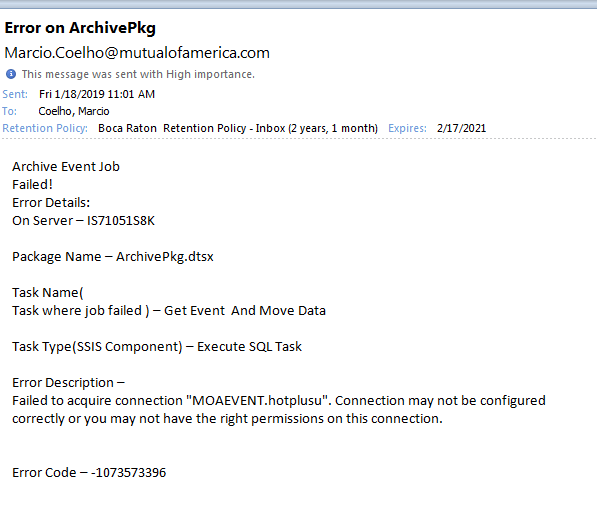 Error on ArchivePkg
Marcio.Coelho@mutualofamerica.com
This message was sent with High importance.
Sent: Fri 1/18/2019 11:01 AM
To: Coelho, Marcio
Retention Policy: Boca Raton Retention Policy - Inbox (2 years, 1 month) Expires: 2/17/2021
Archive Event Job
Failed!
Error Details:
On Server – IS71051S8K
Package Name – ArchivePkg.dtsx
Task Name(
Task where job failed ) – Get Event And Move Data
Task Type(SSIS Component) – Execute SQL Task
Error Description –
Failed to acquire connection "MOAEVENT.hotplusu". Connection may not be configured
correctly or you may not have the right permissions on this connection.
Error Code – -1073573396